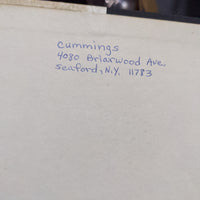 Cummings
4080 Briarwood Ave.
Seaford, N.Y. 11783